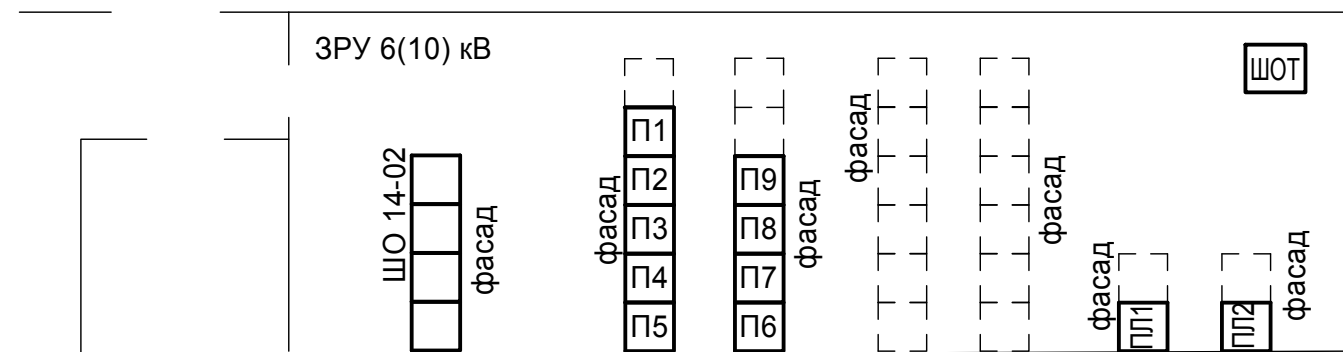 ЗРУ 6(10) кВ
ШОТ
ШО 14-02
фасад
фасад
П1
П2
П3
П4
П5
П9
П8
П7
П6
фасад
фасад
фасад
фасад
ПЛ1
ПЛ2
фасад